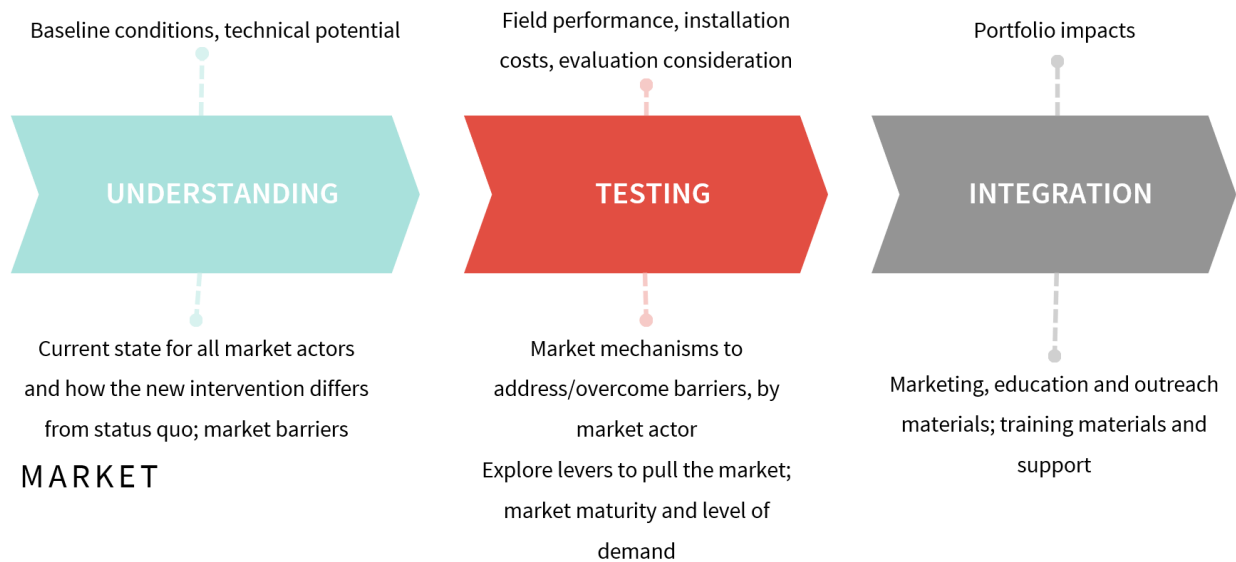 Baseline conditions, technical potential
Field performance, installation
costs, evaluation consideration
Portfolio impacts
UNDERSTANDING
TESTING
INTEGRATION
Current state for all market actors
and how the new intervention differs
from status quo; market barriers
MARKET
Market mechanisms to
address/overcome barriers, by
market actor
Explore levers to pull the market;
market maturity and level of
demand
Marketing, education and outreach
materials; training materials and
support